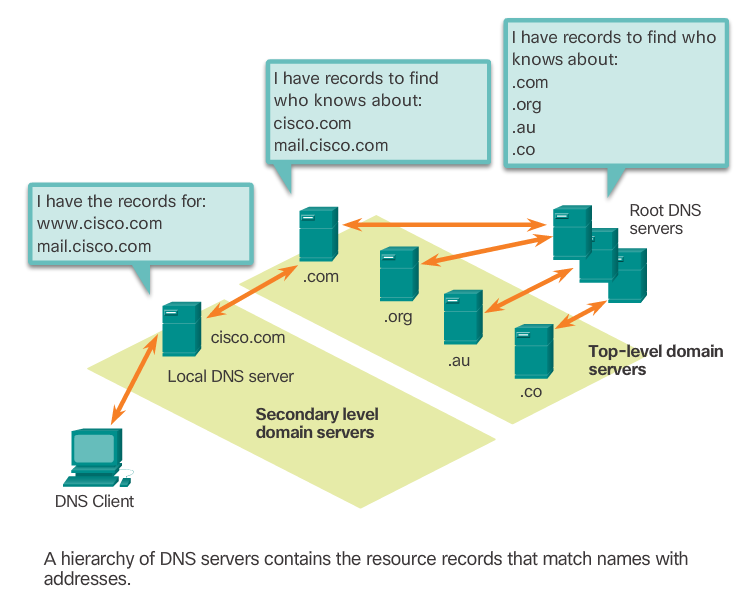 I have records to find who
knows about:
.com
.org
.au
.co
I have records to find
who knows about:
cisco.com
mail.cisco.com
I have the records for:
www.cisco.com
mail.cisco.com
Root DNS
servers
.com
.org
.au
.co
Top-level domain
servers
cisco.com
Local DNS server
Secondary level
domain servers
DNS Client
A hierarchy of DNS servers contains the resource records that match names with
addresses.